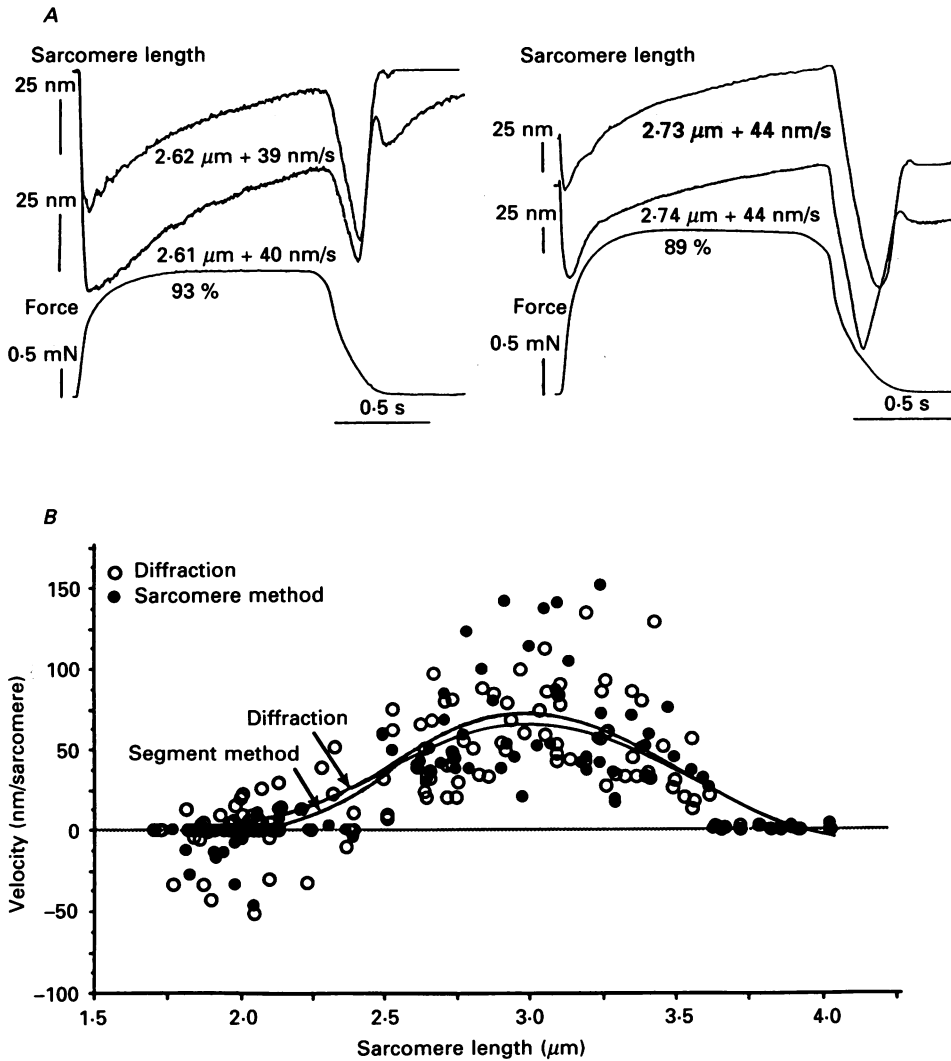 A
Sarcomere length
25 nm
2·62 μm + 39 nm/s
25 nm
2·61 μm + 40 nm/s
93 %
Force
0·5 mN
0·5 s
Sarcomere length
25 nm
2·73 μm + 44 nm/s
25 nm
2·74 μm + 44 nm/s
89 %
Force
0·5 mN
0·5 s
B
Diffraction
Sarcomere method
150
100
50
0
−50
−100
Velocity (nm/sarcomere)
Diffraction
Segment method
1·5
2·0
2·5
3·0
3·5
4·0
Sarcomere length (μm)